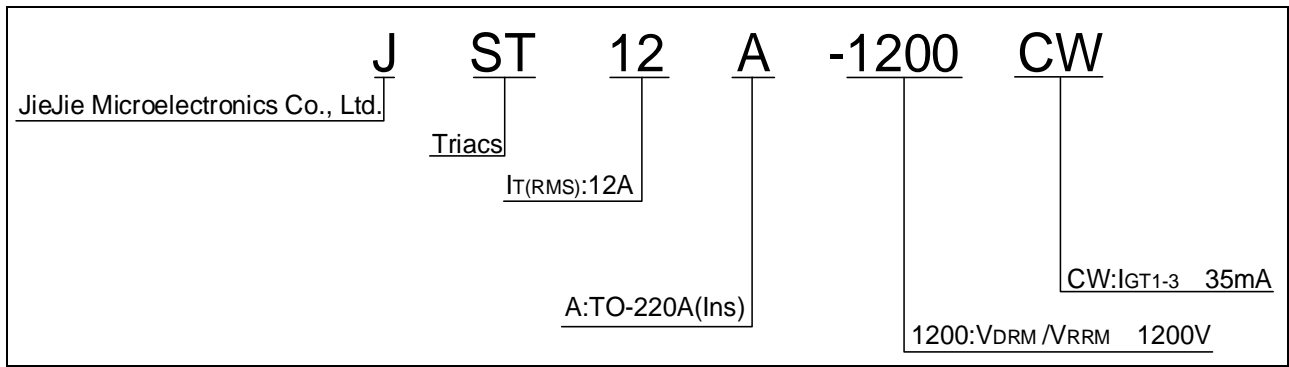 J ST 12 A -1200 CW
JieJie Microelectronics Co., Ltd.
Triacs
IT(RMS):12A
CW:IGT1-3 35mA
A:TO-220A(Ins)
1200:VDRM /VRRM 1200V